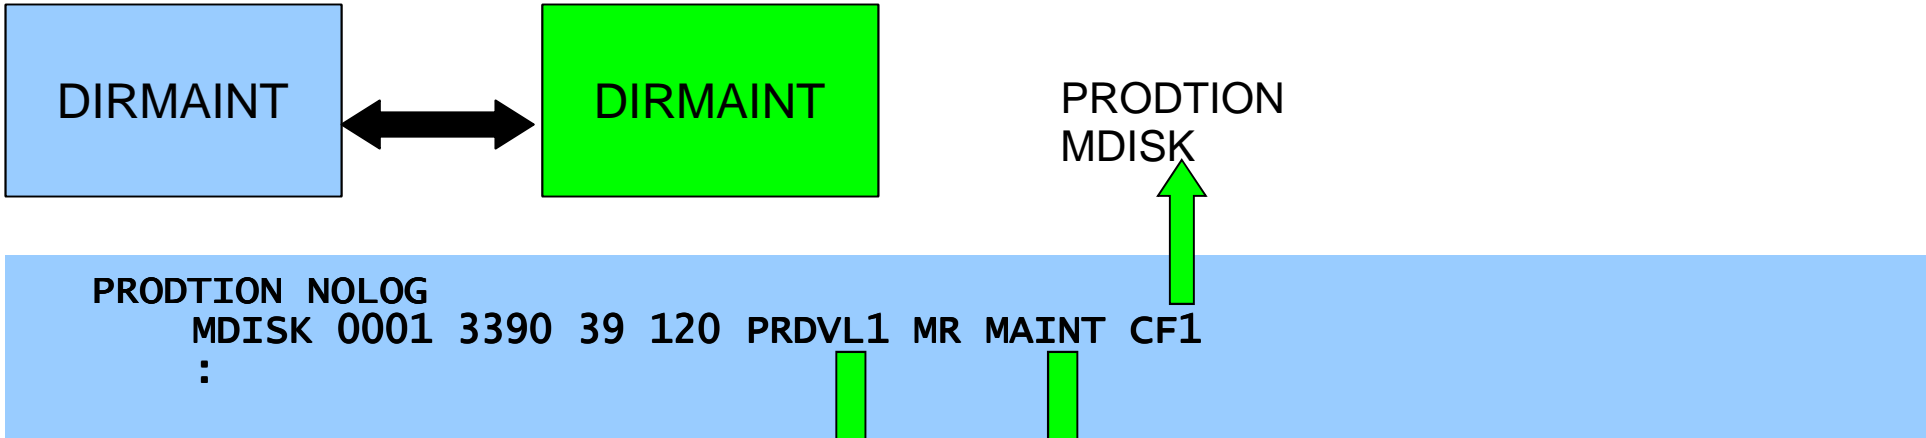 DIRMAINT
DIRMAINT
PRODTION
MDISK
PRODTION NOLOG
MDISK 0001 3390 39 120 PRDVL1 MR MAINT CF1
: